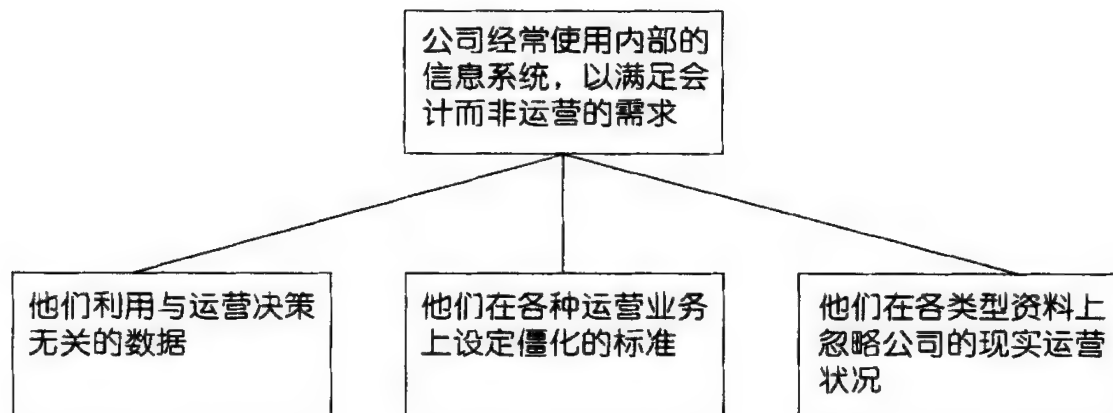 公司经常使用内部的
信息系统，以满足会
计而非运营的需求
他们利用与运营决策
无关的数据
他们在各种运营业务
上设定僵化的标准
他们在各类型资料上
忽略公司的现实运营
状况